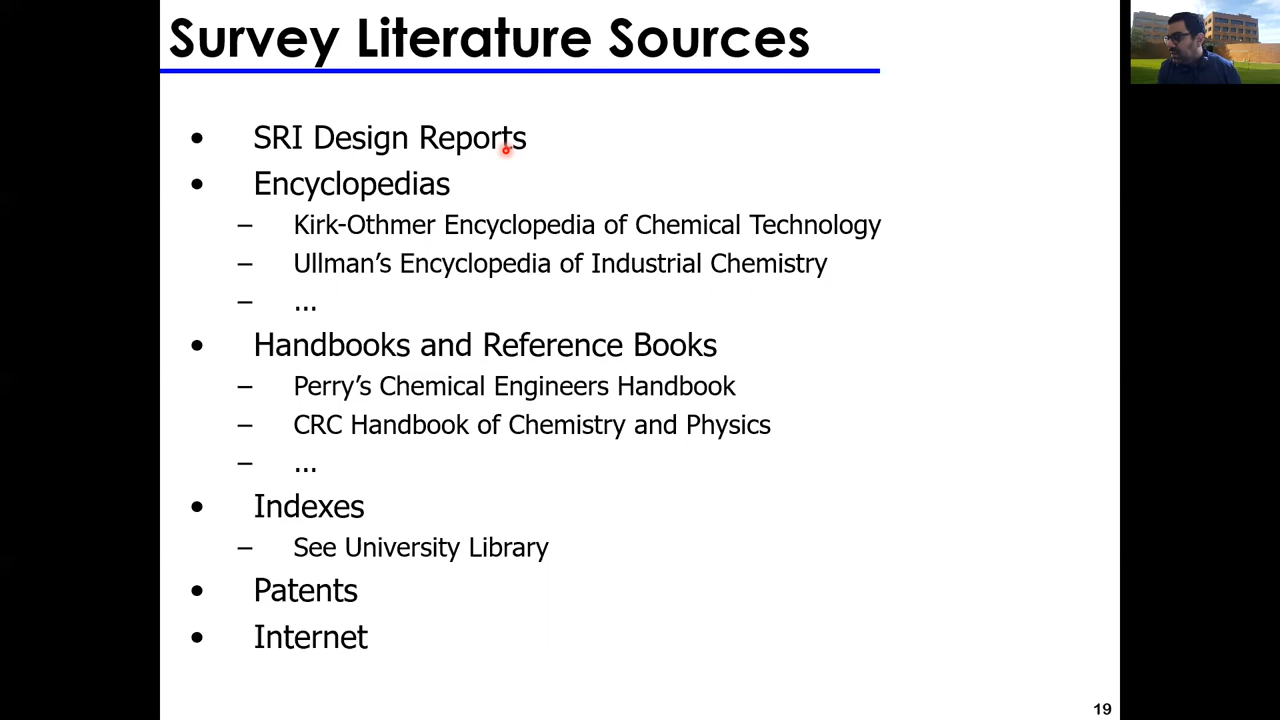 Survey Literature Sources
• SRI Design Reports
• Encyclopedias
– Kirk-Othmer Encyclopedia of Chemical Technology
– Ullman’s Encyclopedia of Industrial Chemistry
– ...
• Handbooks and Reference Books
– Perry’s Chemical Engineers Handbook
– CRC Handbook of Chemistry and Physics
– ...
• Indexes
– See University Library
• Patents
• Internet
19